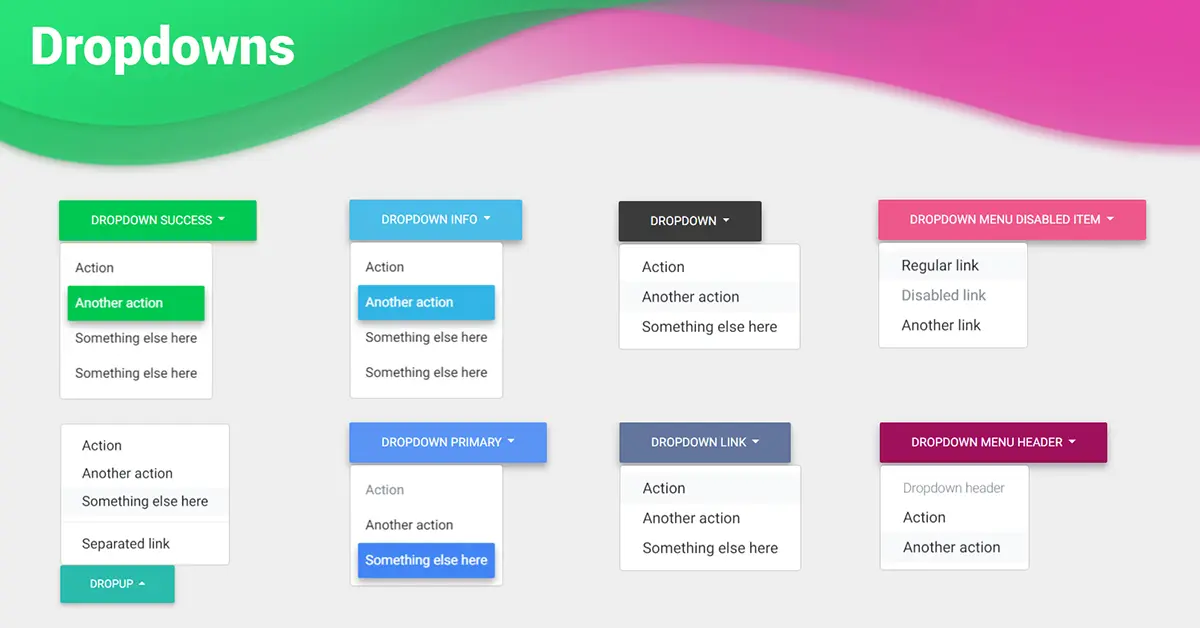 Dropdowns
DROPDOWN SUCCESS
Action
Another action
Something else here
Something else here
DROPDOWN INFO
Action
Another action
Something else here
Something else here
DROPDOWN
Action
Another action
Something else here
DROPDOWN MENU DISABLED ITEM
Regular link
Disabled link
Another link
Action
Another action
Something else here
Separated link
DROPUP
DROPDOWN PRIMARY
Action
Another action
Something else here
DROPDOWN LINK
Action
Another action
Something else here
DROPDOWN MENU HEADER
Dropdown header
Action
Another action